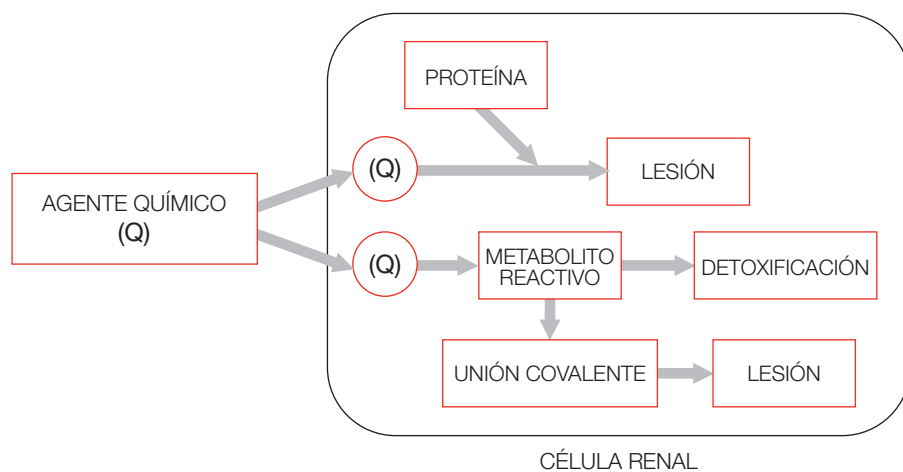 PROTEÍNA
(Q)
LESIÓN
AGENTE QUÍMICO
(Q)
(Q)
METABOLITO
REACTIVO
DETOXIFICACIÓN
UNIÓN COVALENTE
LESIÓN
CÉLULA RENAL